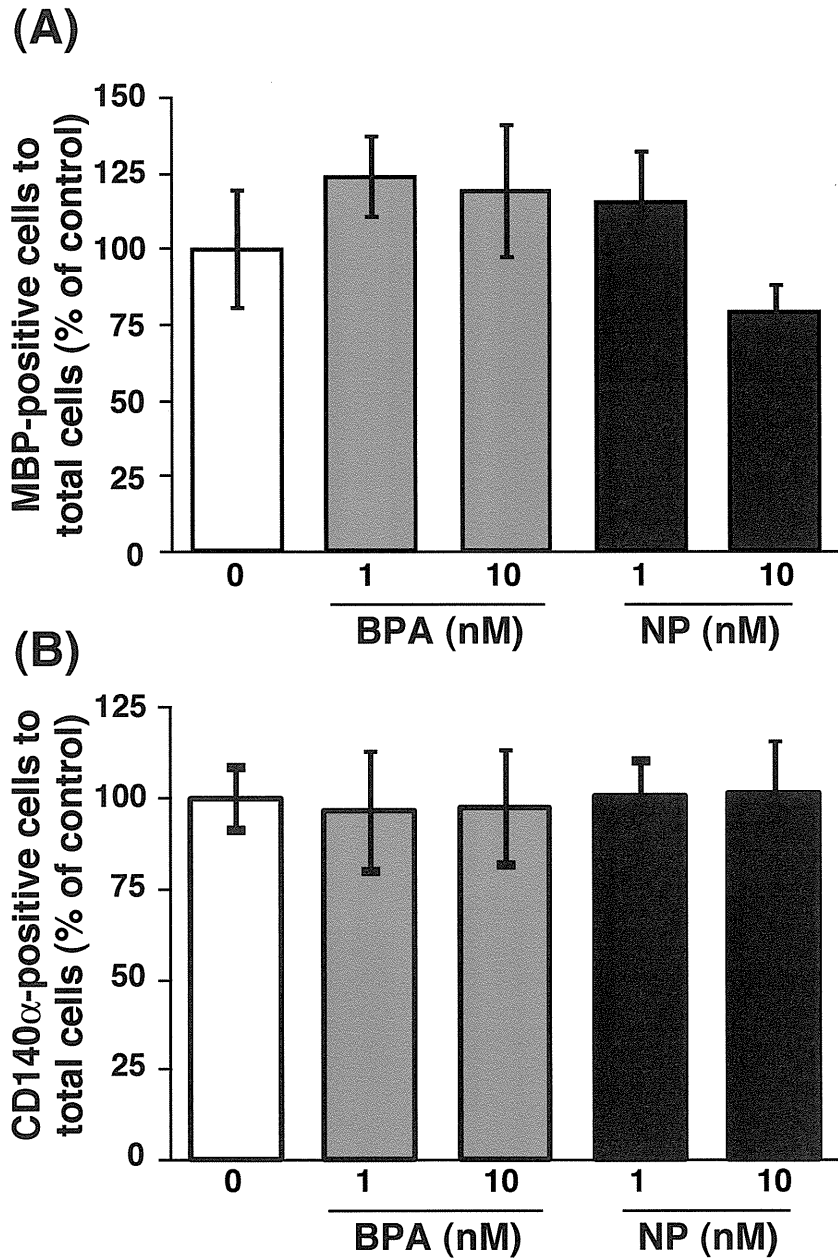 (A)
MBP-positive cells to
total cells (% of control)
150
125
100
75
50
25
0
0 1 10 1 10
BPA (nM) NP (nM)
(B)
CD140α-positive cells to
total cells (% of control)
125
100
75
50
25
0
0 1 10 1 10
BPA (nM) NP (nM)